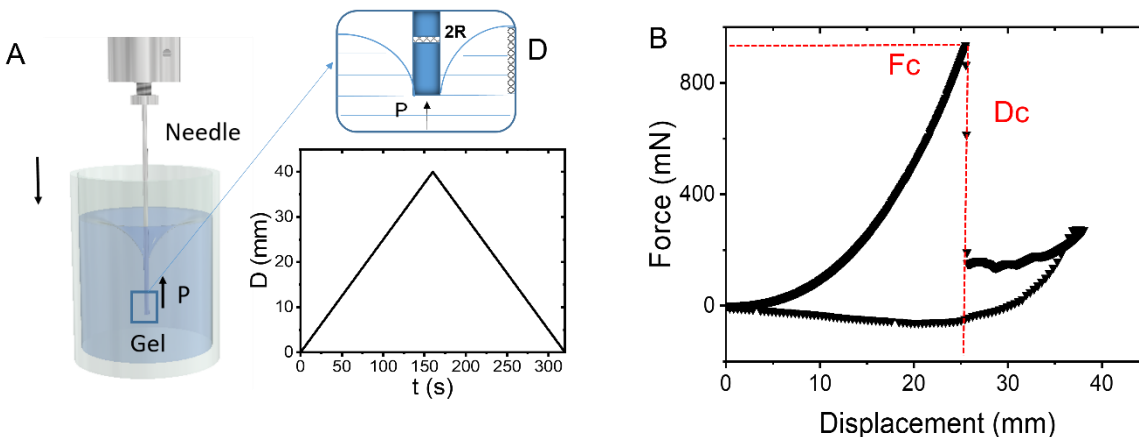 A
Needle
P
Gel
2R
D
P
D (mm)
40
30
20
10
0
0 50 100 150 200 250 300
t (s)
B
Fc
Dc
Force (mN)
800
400
0
0 10 20 30 40
Displacement (mm)